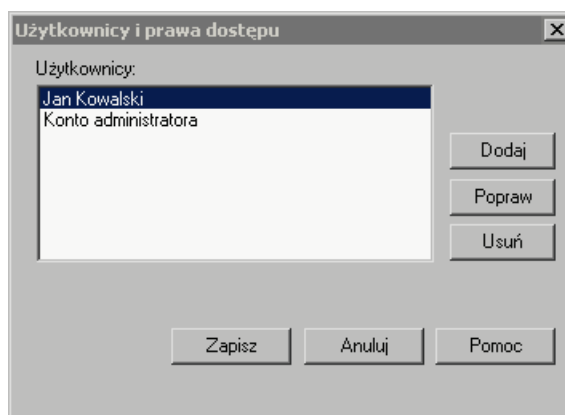 Użytkownicy i prawa dostępu
Użytkownicy:
Jan Kowalski
Konto administratora
Dodaj
Popraw
Usuń
Zapisz
Anuluj
Pomoc